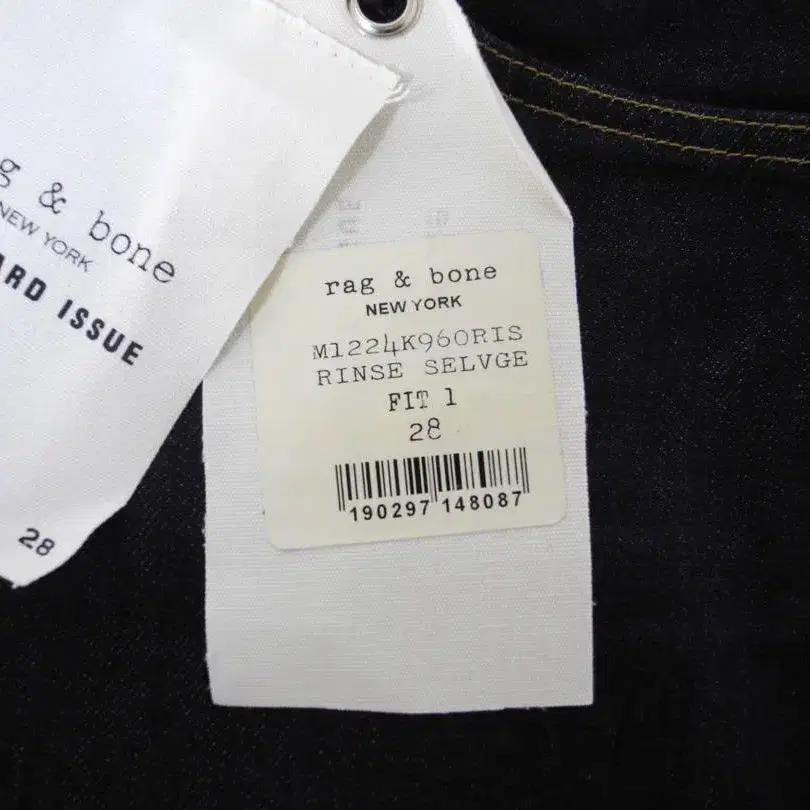 g & bone
NEW YORK
ARD ISSUE
28
rag & bone
NEW YORK
M1224K960RIS
RINSE SELVGE
FIT 1
28
190297 148087